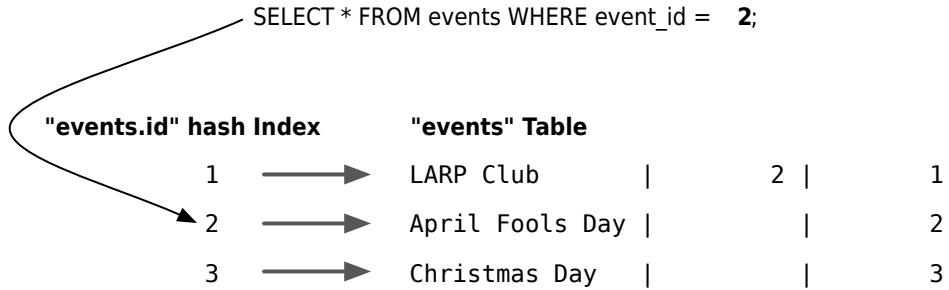 SELECT * FROM events WHERE event_id = 2;
"events.id" hash Index "events" Table
1 LARP Club | 2 | 1
2 April Fools Day | | 2
3 Christmas Day | | 3